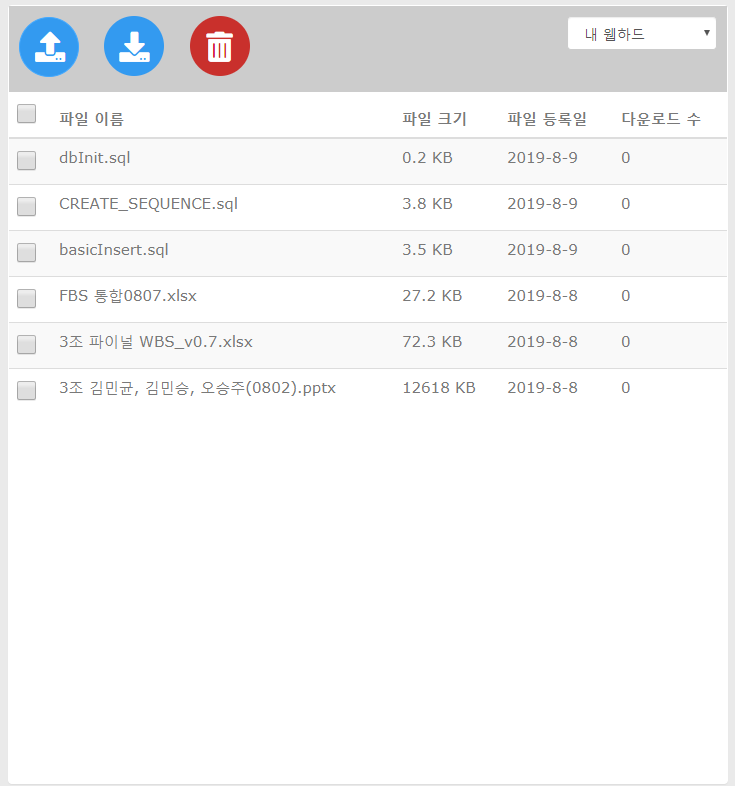 내 웹하드
파일 이름 파일 크기 파일 등록일 다운로드 수
dbInit.sql 0.2 KB 2019-8-9 0
CREATE_SEQUENCE.sql 3.8 KB 2019-8-9 0
basicInsert.sql 3.5 KB 2019-8-9 0
FBS 통합0807.xlsx 27.2 KB 2019-8-8 0
3조 파이널 WBS_v0.7.xlsx 72.3 KB 2019-8-8 0
3조 김민균, 김민승, 오승주(0802).pptx 12618 KB 2019-8-8 0